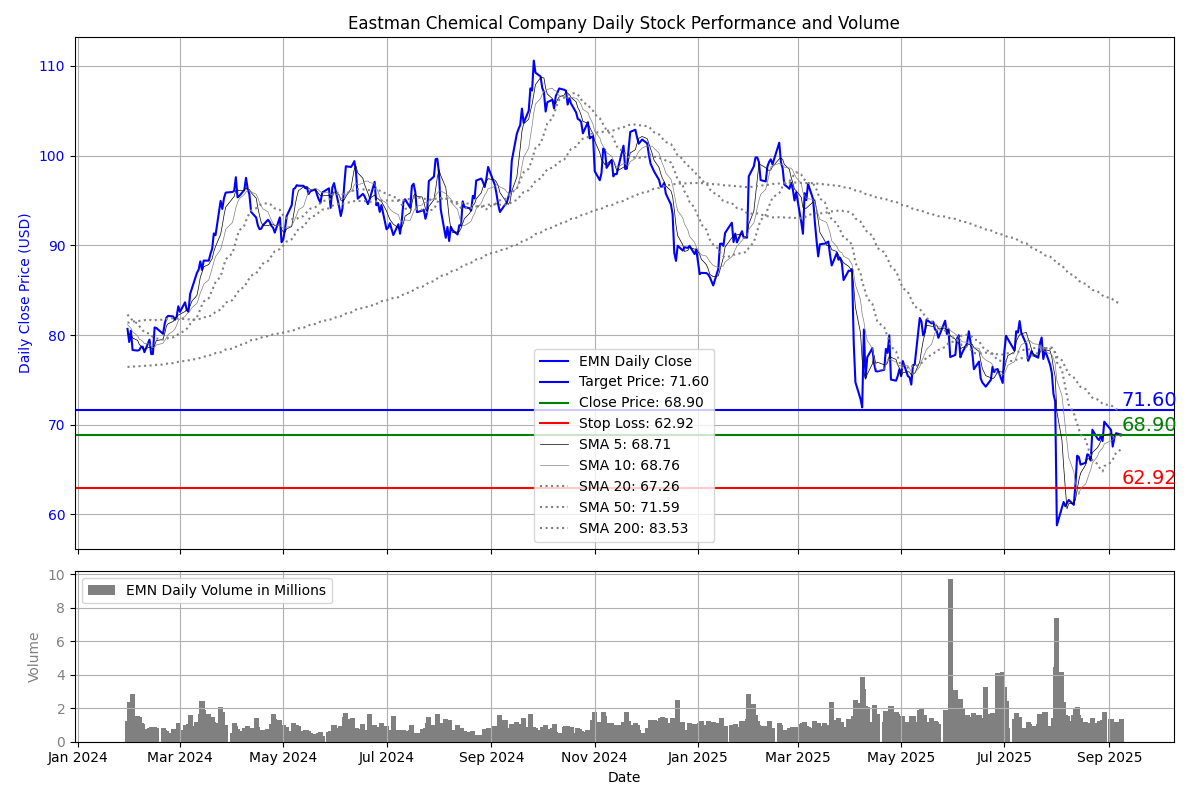 Eastman Chemical Company Daily Stock Performance and Volume
Daily Close Price (USD)
110
100
90
80
70
60
EMN Daily Close
Target Price: 71.60
Close Price: 68.90
Stop Loss: 62.92
SMA 5: 68.71
SMA 10: 68.76
SMA 20: 67.26
SMA 50: 71.59
SMA 200: 83.53
71.60
68.90
62.92
Volume
10
8
6
4
2
0
EMN Daily Volume in Millions
Jan 2024 Mar 2024 May 2024 Jul 2024 Sep 2024 Nov 2024 Jan 2025 Mar 2025 May 2025 Jul 2025 Sep 2025
Date